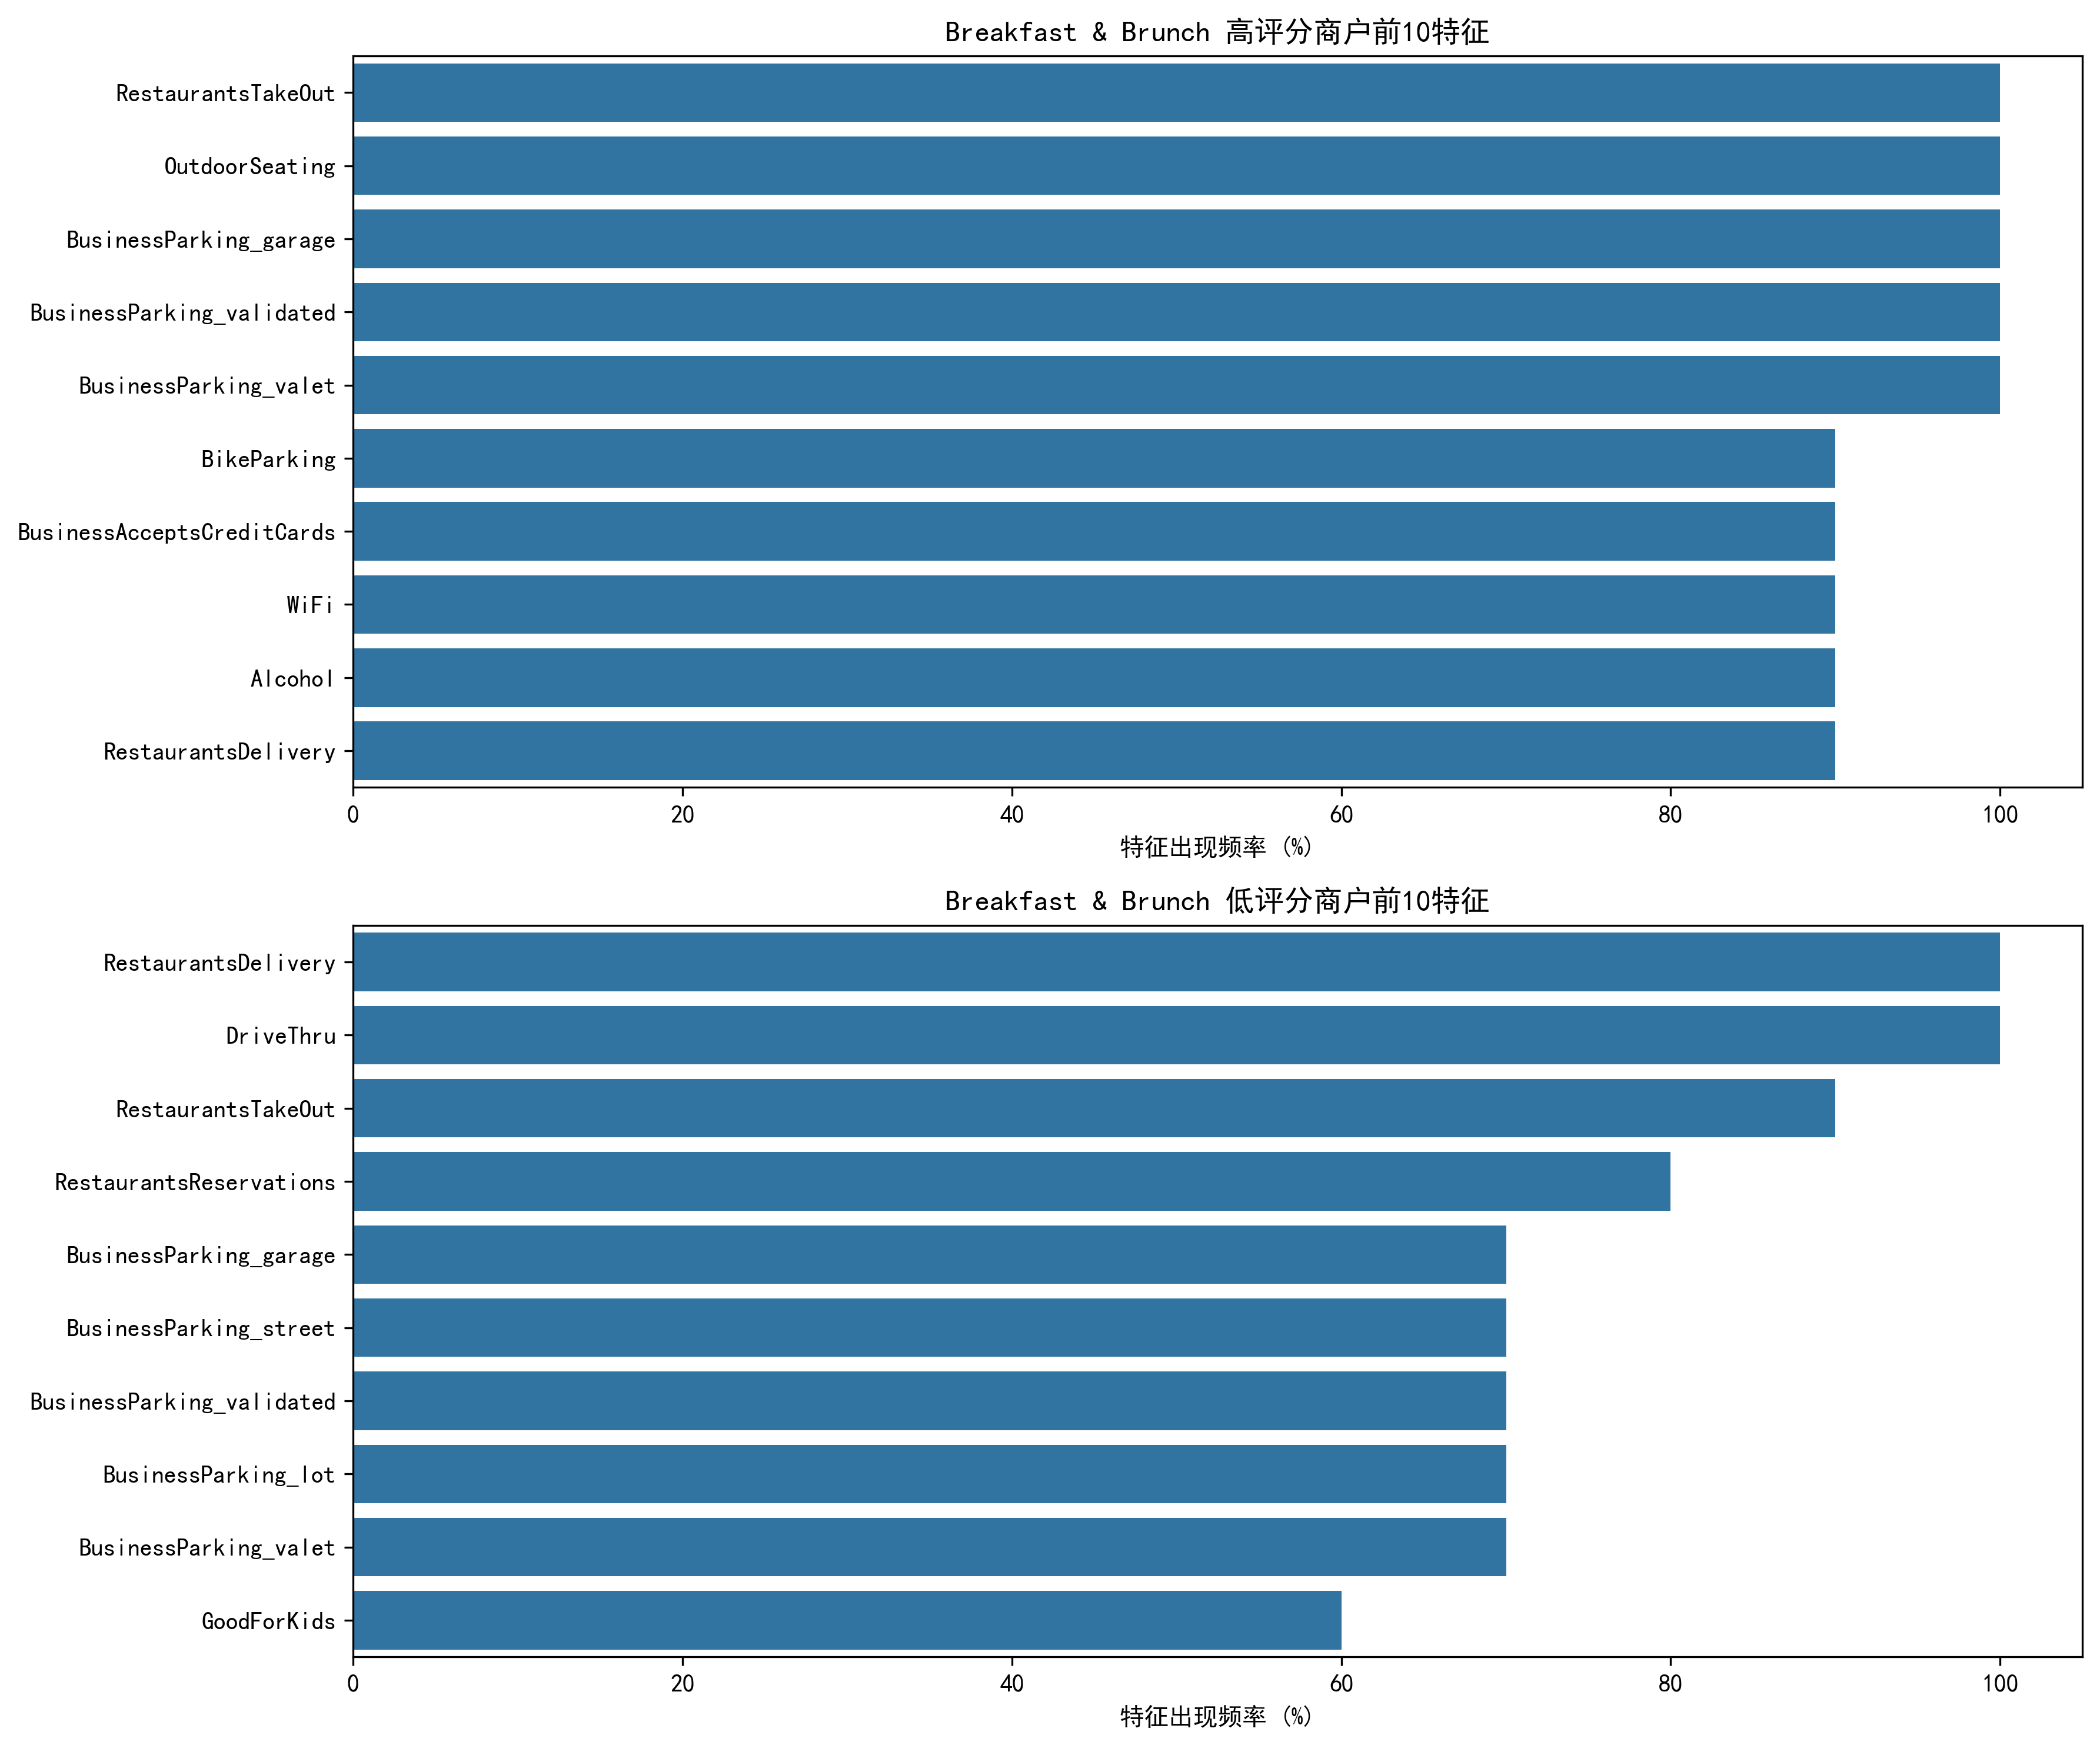 Breakfast & Brunch 高评分商户前10特征
RestaurantsTakeOut
OutdoorSeating
BusinessParking_garage
BusinessParking_validated
BusinessParking_valet
BikeParking
BusinessAcceptsCreditCards
WiFi
Alcohol
RestaurantsDelivery
0 20 40 60 80 100
特征出现频率 (%)
Breakfast & Brunch 低评分商户前10特征
RestaurantsDelivery
DriveThru
RestaurantsTakeOut
RestaurantsReservations
BusinessParking_garage
BusinessParking_street
BusinessParking_validated
BusinessParking_lot
BusinessParking_valet
GoodForKids
0 20 40 60 80 100
特征出现频率 (%)